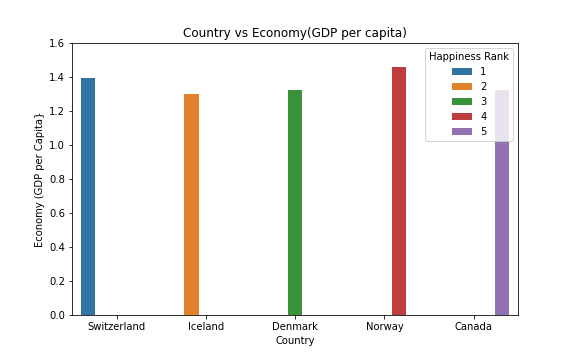 Country vs Economy(GDP per capita)
Happiness Rank
1
2
3
4
5
1.6
1.4
1.2
1.0
0.8
0.6
0.4
0.2
0.0
Economy (GDP per Capita}
Switzerland Iceland Denmark Norway Canada
Country